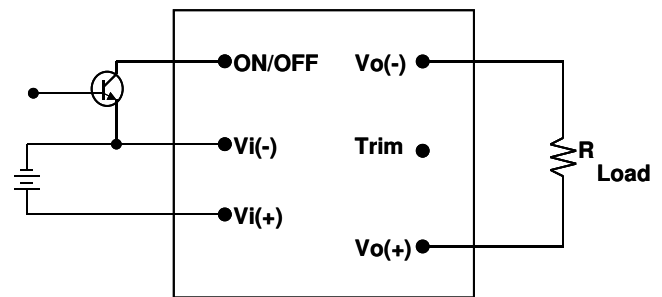 ON/OFF
Vo(-)
Vi(-)
Trim
R
Load
Vi(+)
Vo(+)